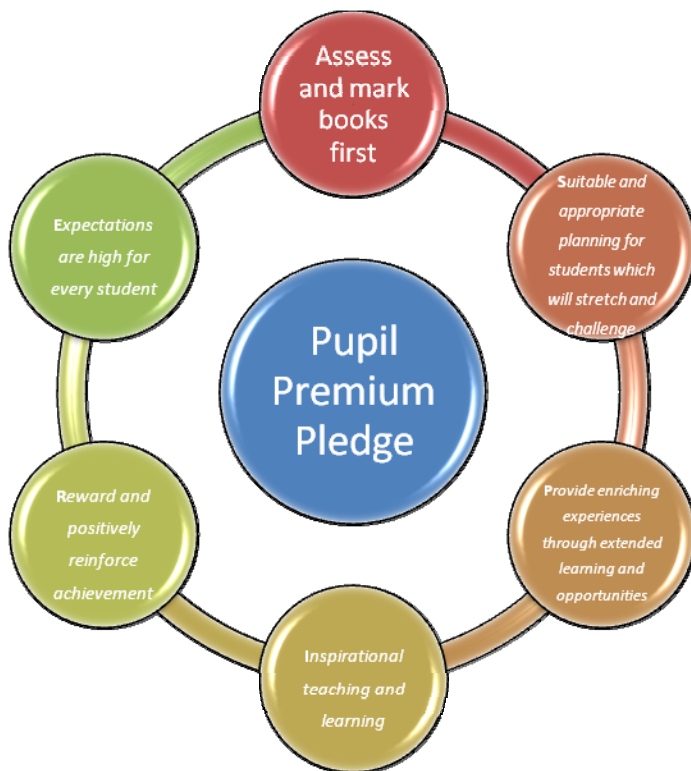 Assess
and mark
books
first
Suitable and
appropriate
planning for
students which
will stretch and
challenge
Provide enriching
experiences
through extended
learning and
opportunities
Inspirational
teaching and
learning
Reward and
positively
reinforce
achievement
Expectations
are high for
every student
Pupil
Premium
Pledge